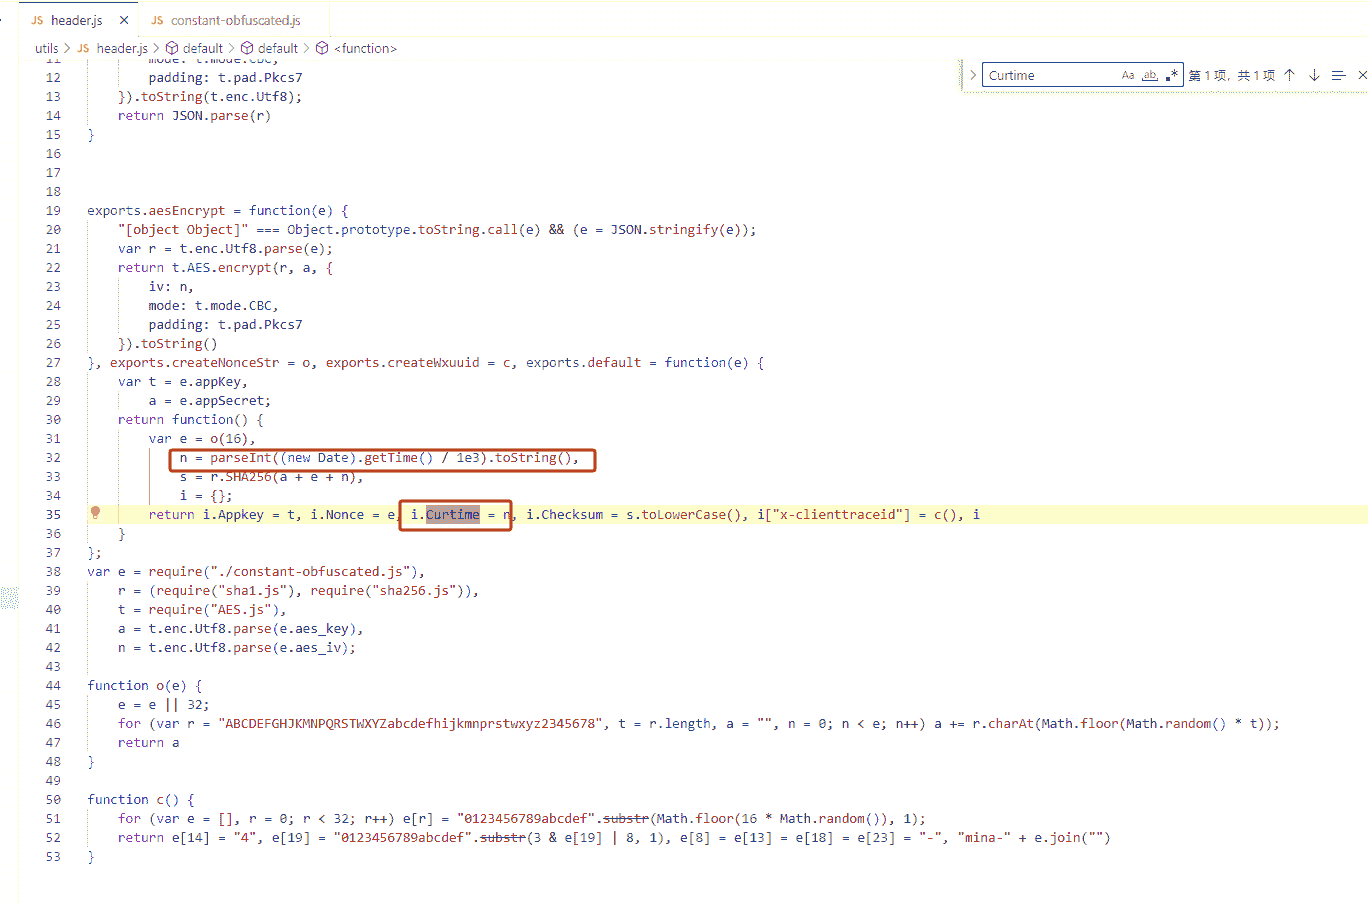 JS header.js × JS constant-obfuscated.js
utils > JS header.js > default > default > <function>
Curtime Aa ab .* 第 1 项, 共 1 项
11 mode: t.mode.CBC,
12 padding: t.pad.Pkcs7
13 }).toString(t.enc.Utf8);
14 return JSON.parse(r)
15 }
16
17
18
19 exports.aesEncrypt = function(e) {
20 "[object Object]" === Object.prototype.toString.call(e) && (e = JSON.stringify(e));
21 var r = t.enc.Utf8.parse(e);
22 return t.AES.encrypt(r, a, {
23 iv: n,
24 mode: t.mode.CBC,
25 padding: t.pad.Pkcs7
26 }).toString()
27 }, exports.createNonceStr = o, exports.createWxuuid = c, exports.default = function(e) {
28 var t = e.appKey,
29 a = e.appSecret;
30 return function() {
31 var e = o(16),
32 n = parseInt((new Date).getTime() / 1e3).toString(),
33 s = r.SHA256(a + e + n),
34 i = {};
35 return i.Appkey = t, i.Nonce = e, i.Curtime = n, i.Checksum = s.toLowerCase(), i["x-clienttraceid"] = c(), i
36 }
37 };
38 var e = require("./constant-obfuscated.js"),
39 r = (require("sha1.js"), require("sha256.js")),
40 t = require("AES.js"),
41 a = t.enc.Utf8.parse(e.aes_key),
42 n = t.enc.Utf8.parse(e.aes_iv);
43
44 function o(e) {
45 e = e || 32;
46 for (var r = "ABCDEFGHJKMNPQRSTWXYZabcdefhijkmnprstwxyz2345678", t = r.length, a = "", n = 0; n < e; n++) a += r.charAt(Math.floor(Math.random() * t));
47 return a
48 }
49
50 function c() {
51 for (var e = [], r = 0; r < 32; r++) e[r] = "0123456789abcdef".substr(Math.floor(16 * Math.random()), 1);
52 return e[14] = "4", e[19] = "0123456789abcdef".substr(3 & e[19] | 8, 1), e[8] = e[13] = e[18] = e[23] = "-", "mina-" + e.join("")
53 }